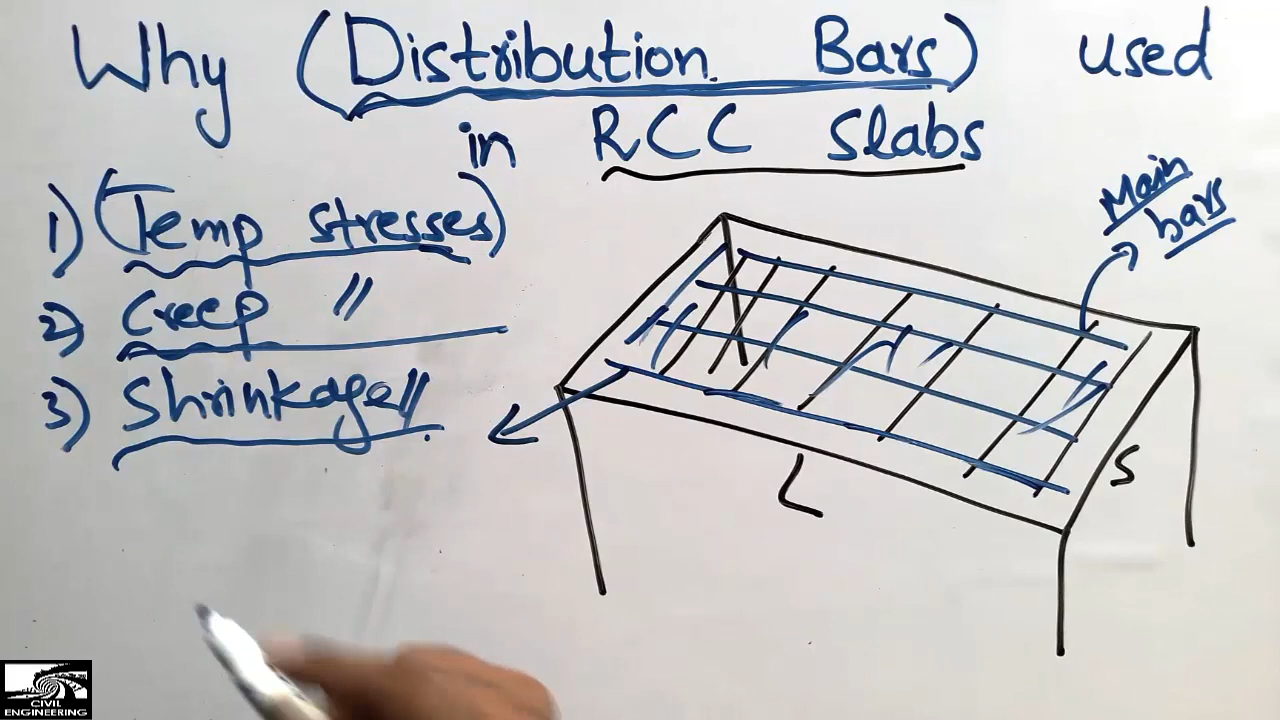 Why (Distribution Bars) used
in RCC Slabs
1) (Temp stresses)
2) Creep "
3) Shrinkage "
Main
bars
L
S
CIVIL
ENGINEERING